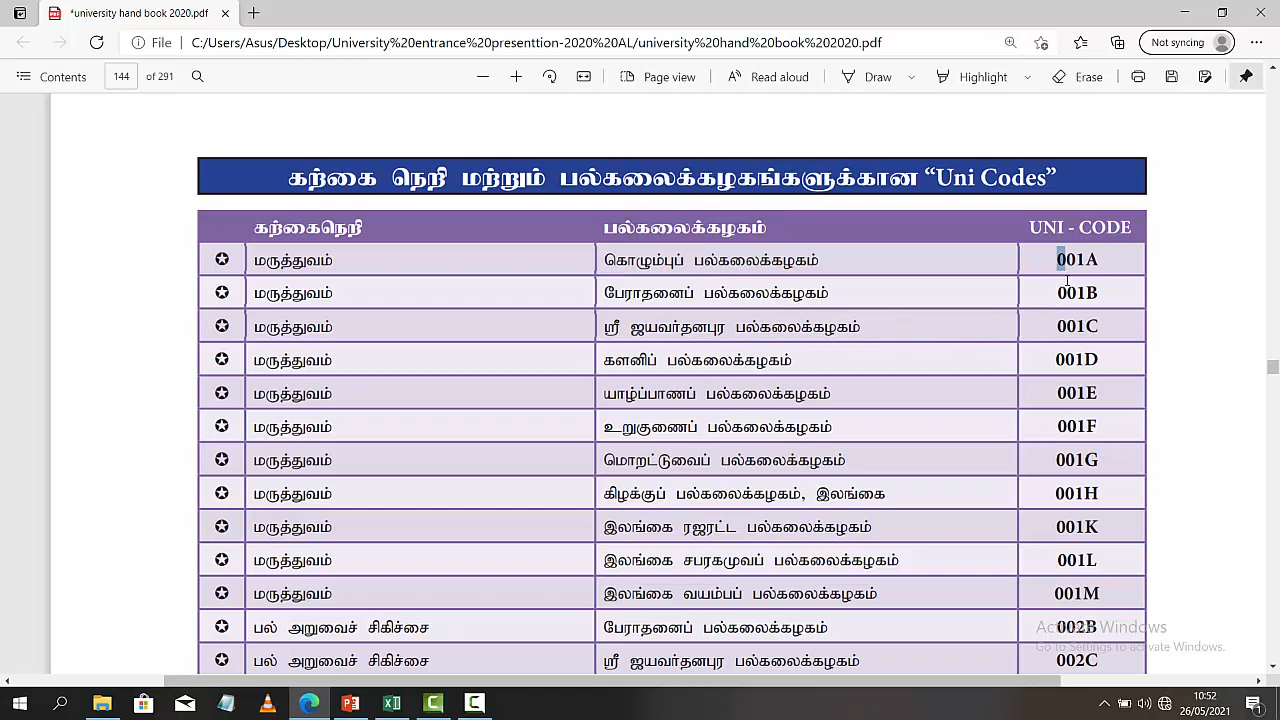 *university hand book 2020.pdf
File C:/Users/Asus/Desktop/University%20entrance%20presenttion-2020%20AL/university%20hand%20book%202020.pdf Not syncing
Contents 144 of 291 Page view Read aloud Draw Highlight Erase
கற்கை நெறி மற்றும் பல்கலைக்கழகங்களுக்கான “Uni Codes”
கற்கைநெறி பல்கலைக்கழகம் UNI - CODE
மருத்துவம் கொழும்புப் பல்கலைக்கழகம் 001A
மருத்துவம் பேராதனைப் பல்கலைக்கழகம் 001B
மருத்துவம் ஸ்ரீ ஜயவர்தனபுர பல்கலைக்கழகம் 001C
மருத்துவம் களனிப் பல்கலைக்கழகம் 001D
மருத்துவம் யாழ்ப்பாணப் பல்கலைக்கழகம் 001E
மருத்துவம் உறுகுணைப் பல்கலைக்கழகம் 001F
மருத்துவம் மொறட்டுவைப் பல்கலைக்கழகம் 001G
மருத்துவம் கிழக்குப் பல்கலைக்கழகம், இலங்கை 001H
மருத்துவம் இலங்கை ரஜரட்ட பல்கலைக்கழகம் 001K
மருத்துவம் இலங்கை சபரகமுவப் பல்கலைக்கழகம் 001L
மருத்துவம் இலங்கை வயம்பப் பல்கலைக்கழகம் 001M
பல் அறுவைச் சிகிச்சை பேராதனைப் பல்கலைக்கழகம் 002B
Activate Windows
Go to Settings to activate Windows.
பல் அறுவைச் சிகிச்சை ஸ்ரீ ஜயவர்தனபுர பல்கலைக்கழகம் 002C
10:52
26/05/2021